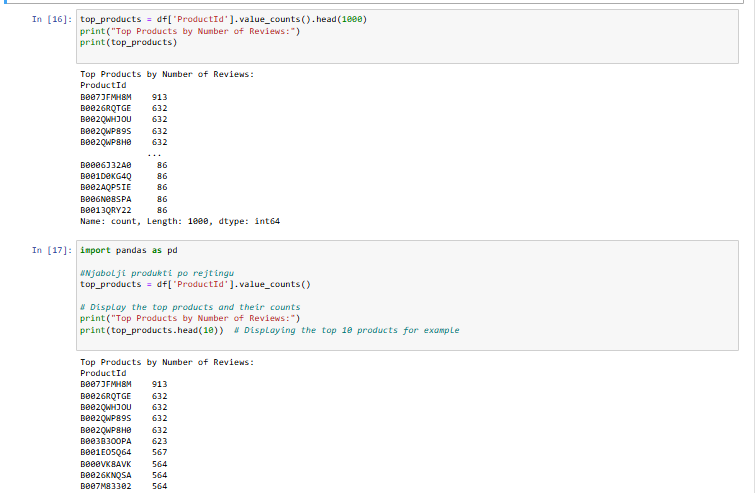 In [16]: top_products = df['ProductId'].value_counts().head(1000)
print("Top Products by Number of Reviews:")
print(top_products)
Top Products by Number of Reviews:
ProductId
B007JFMH8M    913
B0026RQTGE    632
B002QWHJOU    632
B002QWP89S    632
B002QWP8H0    632
...
B0006J32A0    86
B001D0KG4Q    86
B002AQP5IE    86
B006N08SPA    86
B0013QRY22    86
Name: count, Length: 1000, dtype: int64
In [17]: import pandas as pd
#Njabolji produkti po rejtingu
top_products = df['ProductId'].value_counts()
# Display the top products and their counts
print("Top Products by Number of Reviews:")
print(top_products.head(10))  # Displaying the top 10 products for example
Top Products by Number of Reviews:
ProductId
B007JFMH8M    913
B0026RQTGE    632
B002QWHJOU    632
B002QWP89S    632
B002QWP8H0    632
B003B3OOPA    623
B001EO5Q64    567
B000VK8AVK    564
B0026KNQSA    564
B007M83302    564